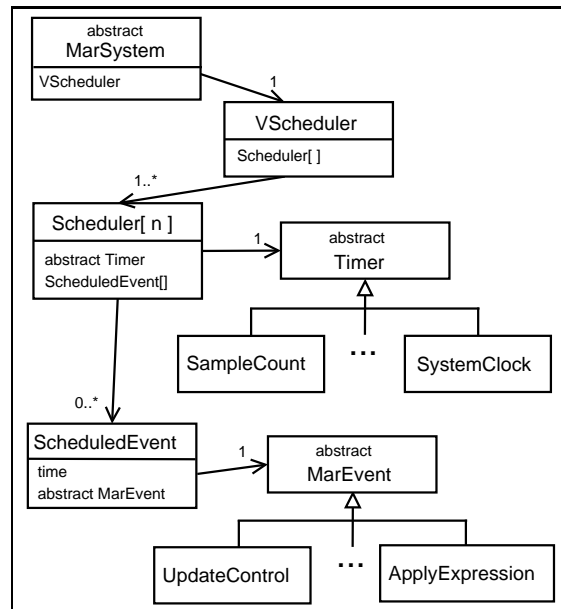 abstract
MarSystem
VScheduler
1
VScheduler
Scheduler[ ]
1..*
Scheduler[ n ]
abstract Timer
ScheduledEvent[]
1
abstract
Timer
SampleCount
...
SystemClock
0..*
ScheduledEvent
time
abstract MarEvent
1
abstract
MarEvent
UpdateControl
...
ApplyExpression